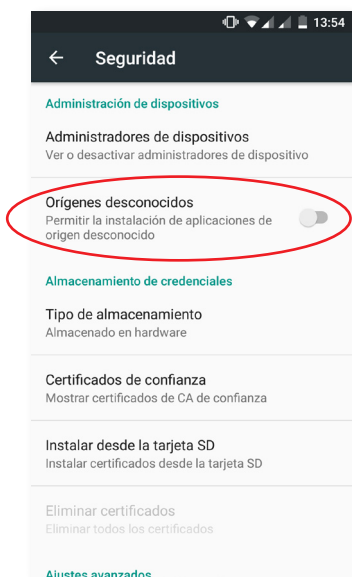 13:54
Seguridad
Administración de dispositivos
Administradores de dispositivos
Ver o desactivar administradores de dispositivo
Orígenes desconocidos
Permitir la instalación de aplicaciones de
origen desconocido
Almacenamiento de credenciales
Tipo de almacenamiento
Almacenado en hardware
Certificados de confianza
Mostrar certificados de CA de confianza
Instalar desde la tarjeta SD
Instalar certificados desde la tarjeta SD
Eliminar certificados
Eliminar todos los certificados
Ajustes avanzados